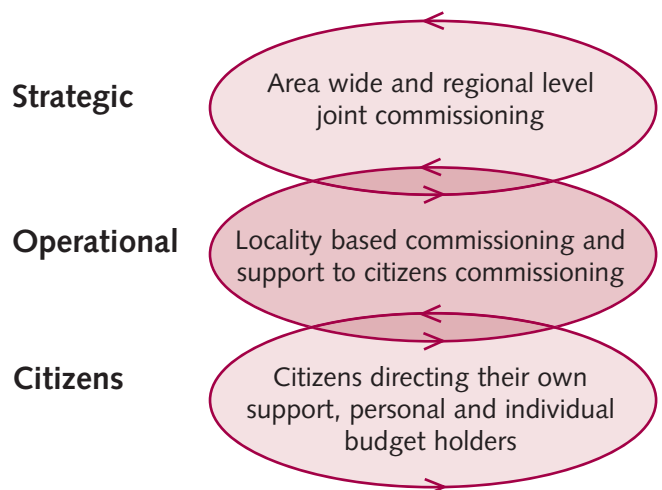 Strategic
Area wide and regional level
joint commissioning
Operational
Locality based commissioning and
support to citizens commissioning
Citizens
Citizens directing their own
support, personal and individual
budget holders